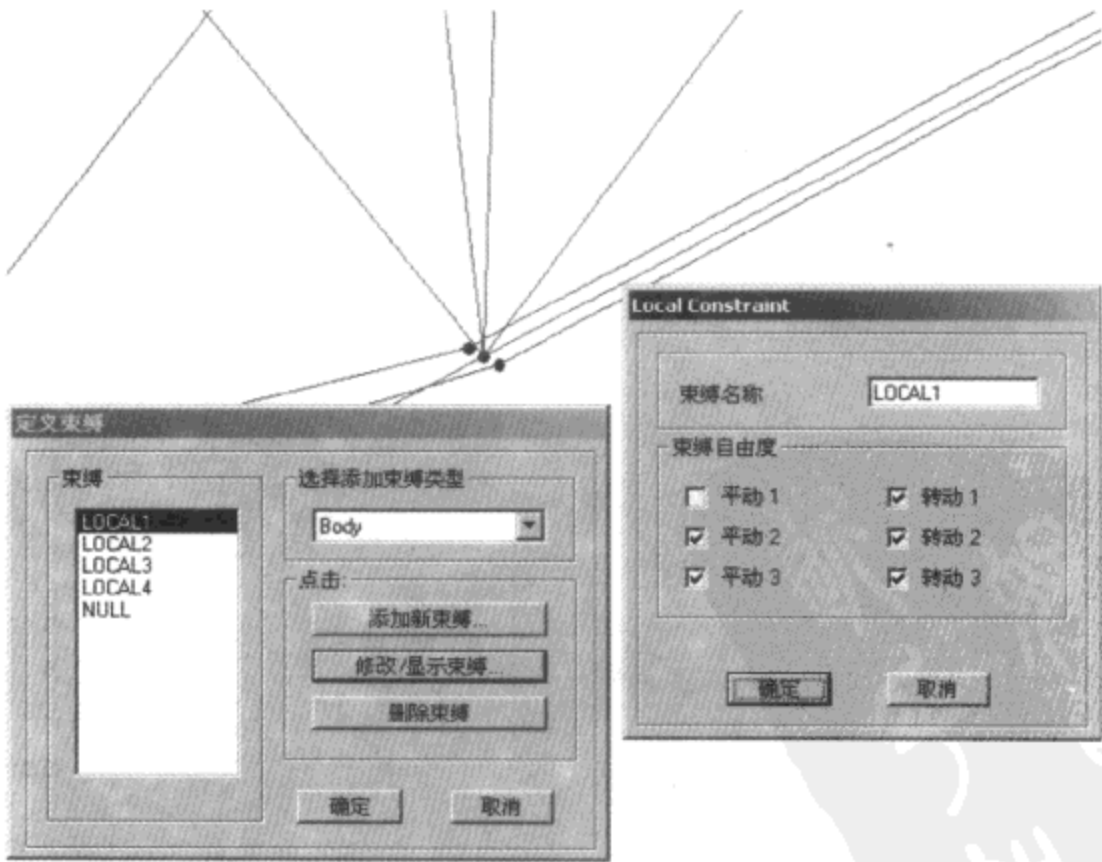 Local Constraint
束缚名称
LOCAL1
束缚自由度
平动 1
转动 1
平动 2
转动 2
平动 3
转动 3
确定
取消
定义束缚
束缚
LOCAL1
LOCAL2
LOCAL3
LOCAL4
NULL
选择添加束缚类型
Body
点击:
添加新束缚...
修改/显示束缚...
删除束缚
确定
取消